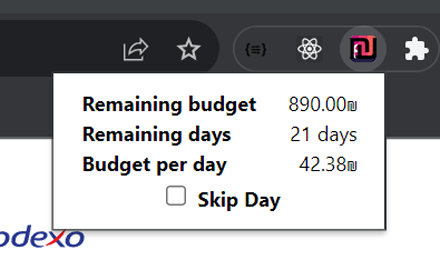 {≡}
Remaining budget 890.00₪
Remaining days 21 days
Budget per day 42.38₪
Skip Day
odexo